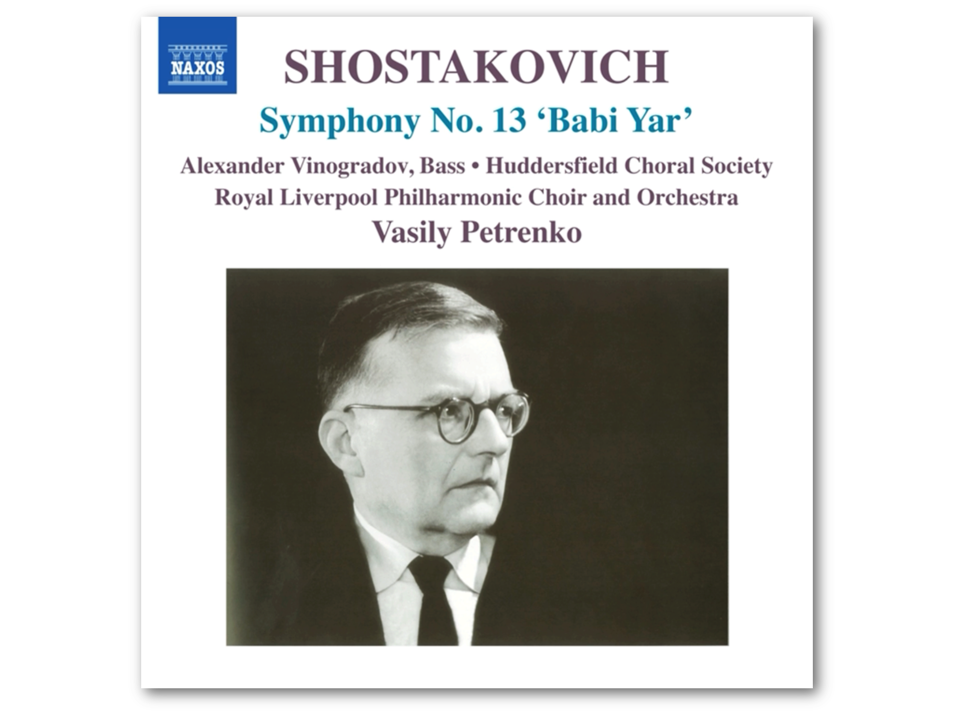 NAXOS
SHOSTAKOVICH
Symphony No. 13 ‘Babi Yar’
Alexander Vinogradov, Bass • Huddersfield Choral Society
Royal Liverpool Philharmonic Choir and Orchestra
Vasily Petrenko